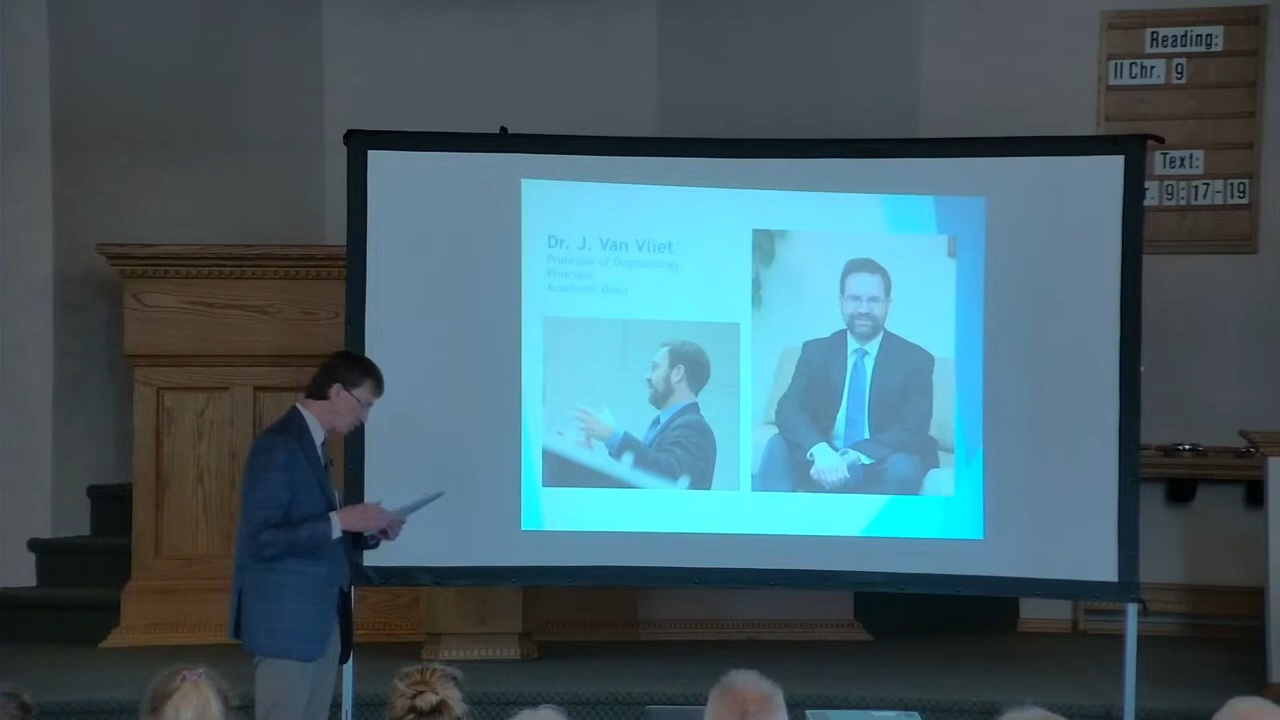 Reading:
II Chr. 9
Text:
r. 9:17-19
Dr. J. Van Vliet
Professor of Dogmatology
Principal
Academic Dean